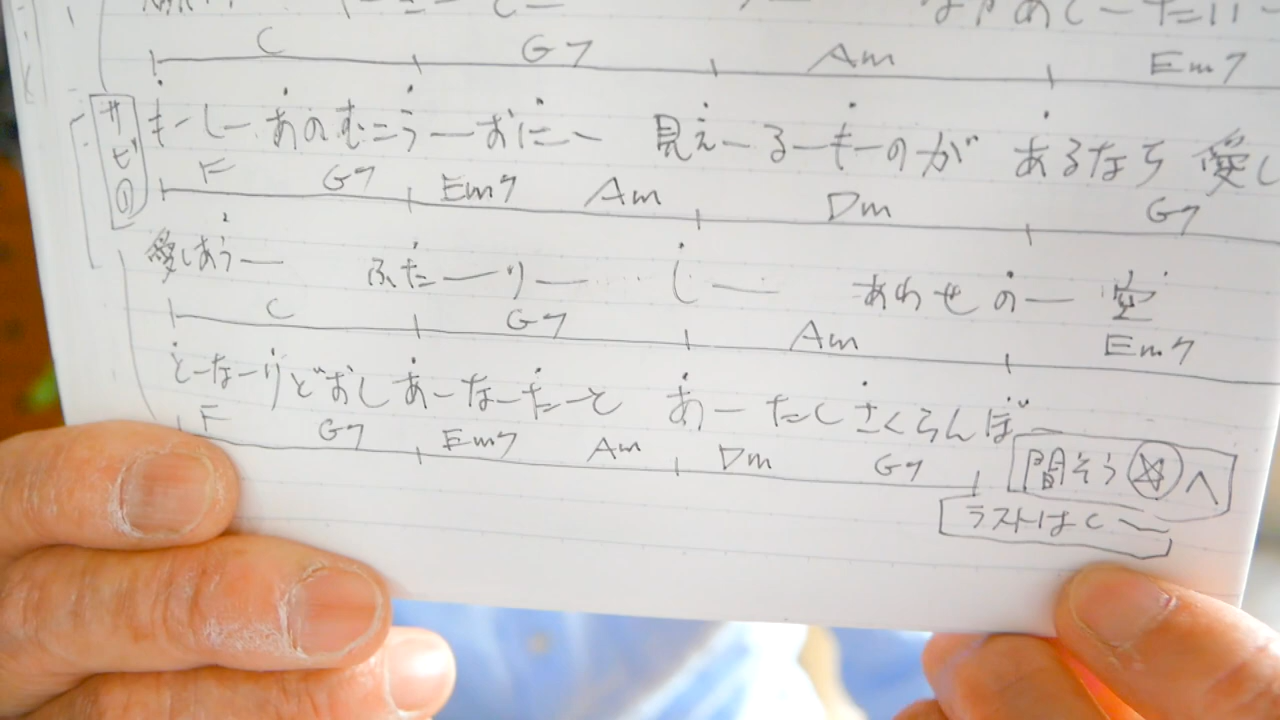 C G7 Am Em7
サビ①
もーしーあのむこうーおにー 見えーるーもーのが あるなら 愛し
F G7 Em7 Am Dm G7
愛しあうー ふたーーりー…しー あわせのー空
C G7 Am Em7
とーなーりどおしあーなーたーと あーたしさくらんぼー
F G7 Em7 Am Dm G7
間そう☆へ
ラストはC〜